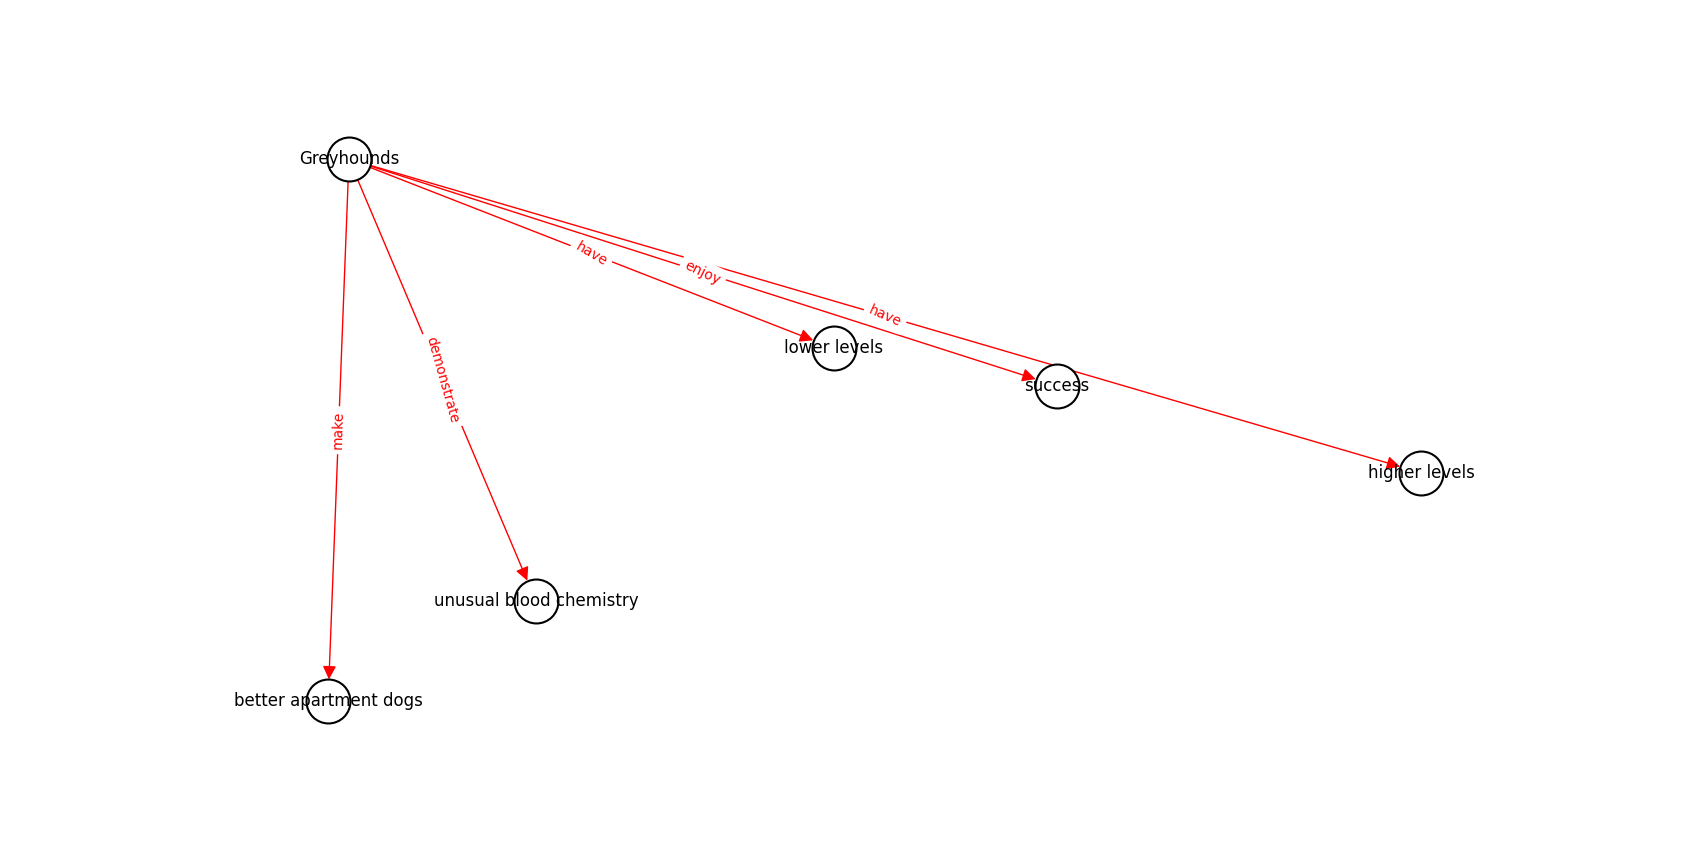 Greyhounds
have
enjoy
have
lower levels
demonstrate
success
make
higher levels
unusual blood chemistry
better apartment dogs